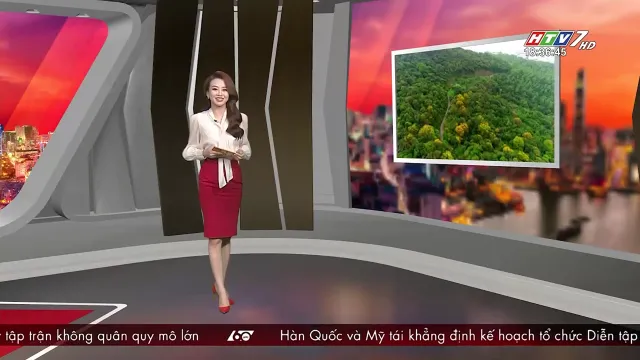 HTV7 HD
18:36:45
tập trận không quân quy mô lớn 60 Hàn Quốc và Mỹ tái khẳng định kế hoạch tổ chức Diễn tập